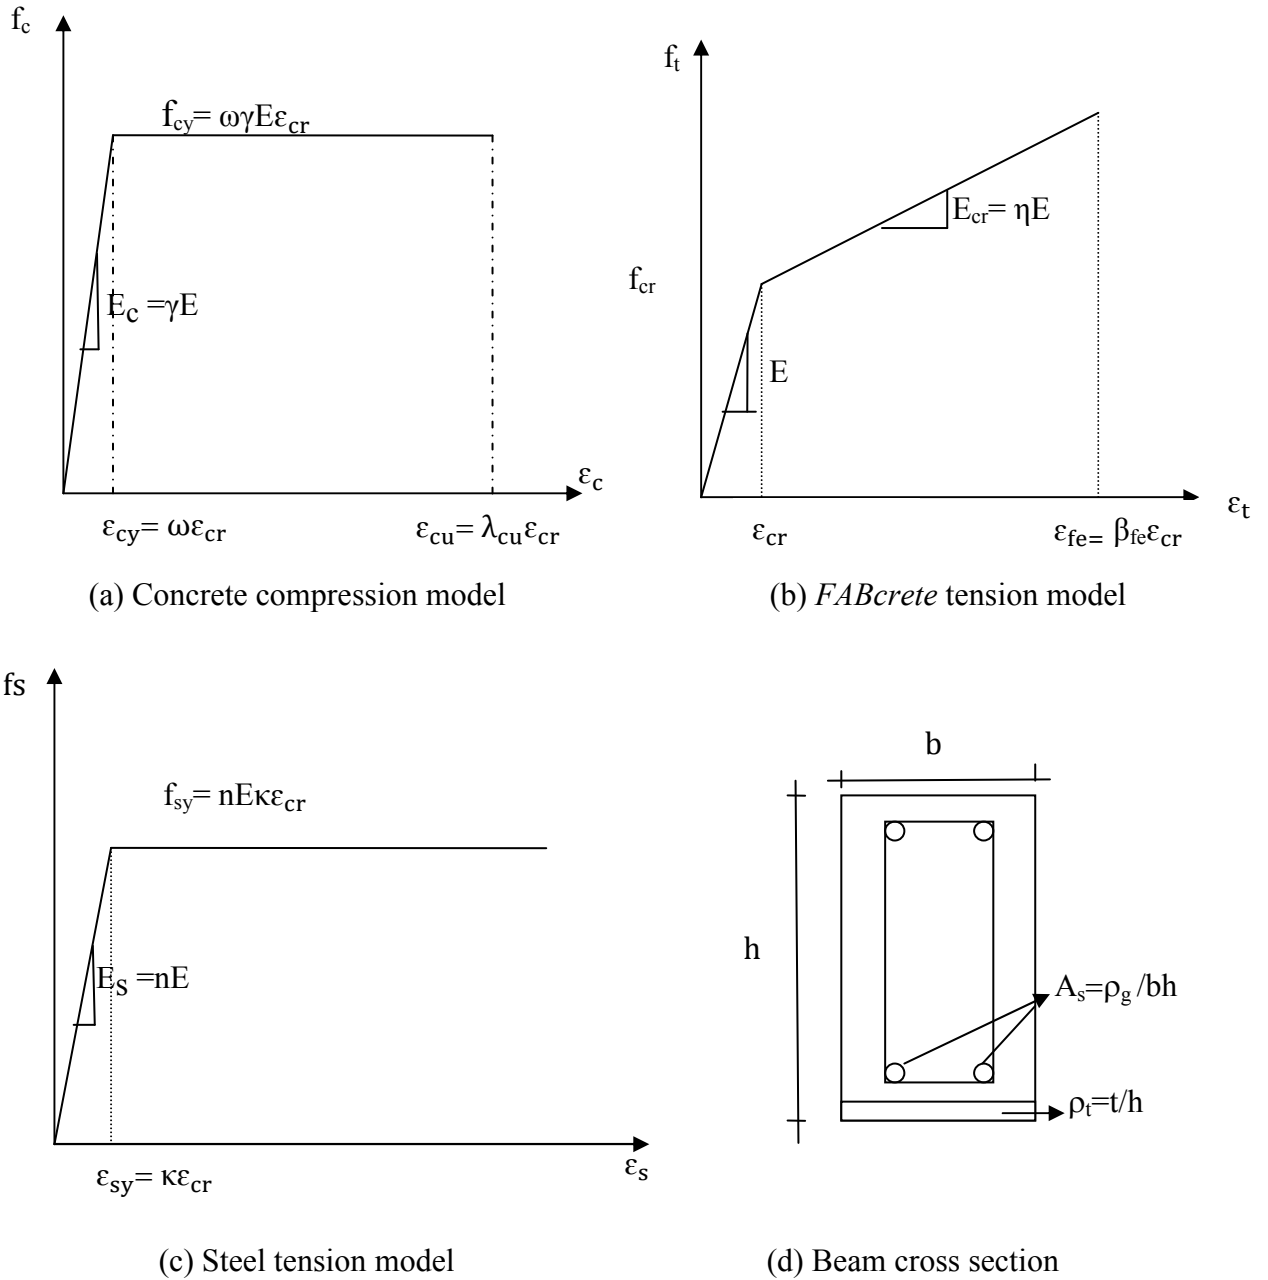 f_c
f_cy= ωγEε_cr
E_c =γE
ε_c
ε_cy= ωε_cr
ε_cu= λ_cuε_cr
(a) Concrete compression model
f_t
E_cr= ηE
f_cr
E
ε_t
ε_cr
ε_fe= β_feε_cr
(b) FABcrete tension model
fs
f_sy= nEκε_cr
E_s =nE
ε_s
ε_sy= κε_cr
(c) Steel tension model
b
h
A_s=ρ_g /bh
ρ_t=t/h
(d) Beam cross section